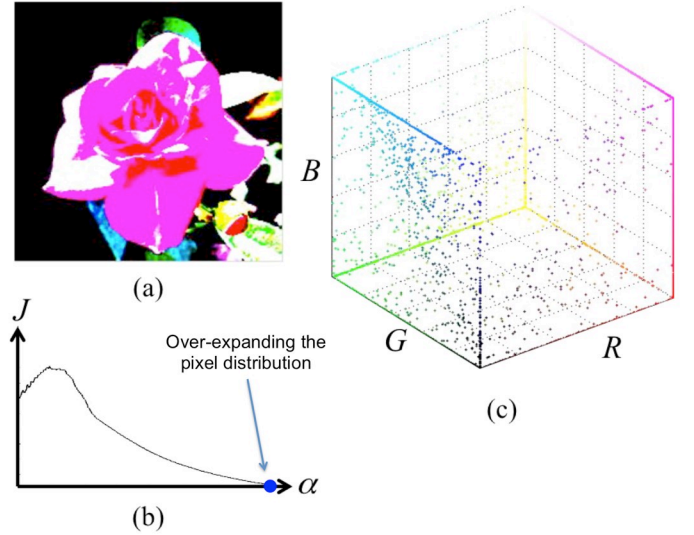 B
(a)
J
Over-expanding the
pixel distribution
G
R
(c)
α
(b)